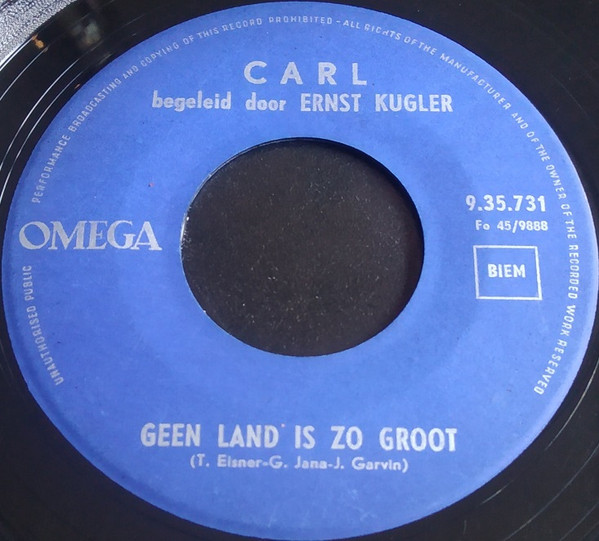 UNAUTHORISED PUBLIC PERFORMANCE BROADCASTING AND COPYING OF THIS RECORD PROHIBITED - ALL RIGHTS OF THE MANUFACTURER AND OF THE OWNER OF THE RECORDED WORK RESERVED
CARL
begeleid door ERNST KUGLER
OMEGA
9.35.731
Fo 45/9888
BIEM
GEEN LAND IS ZO GROOT
(T. Elsner-G. Jana-J. Garvin)